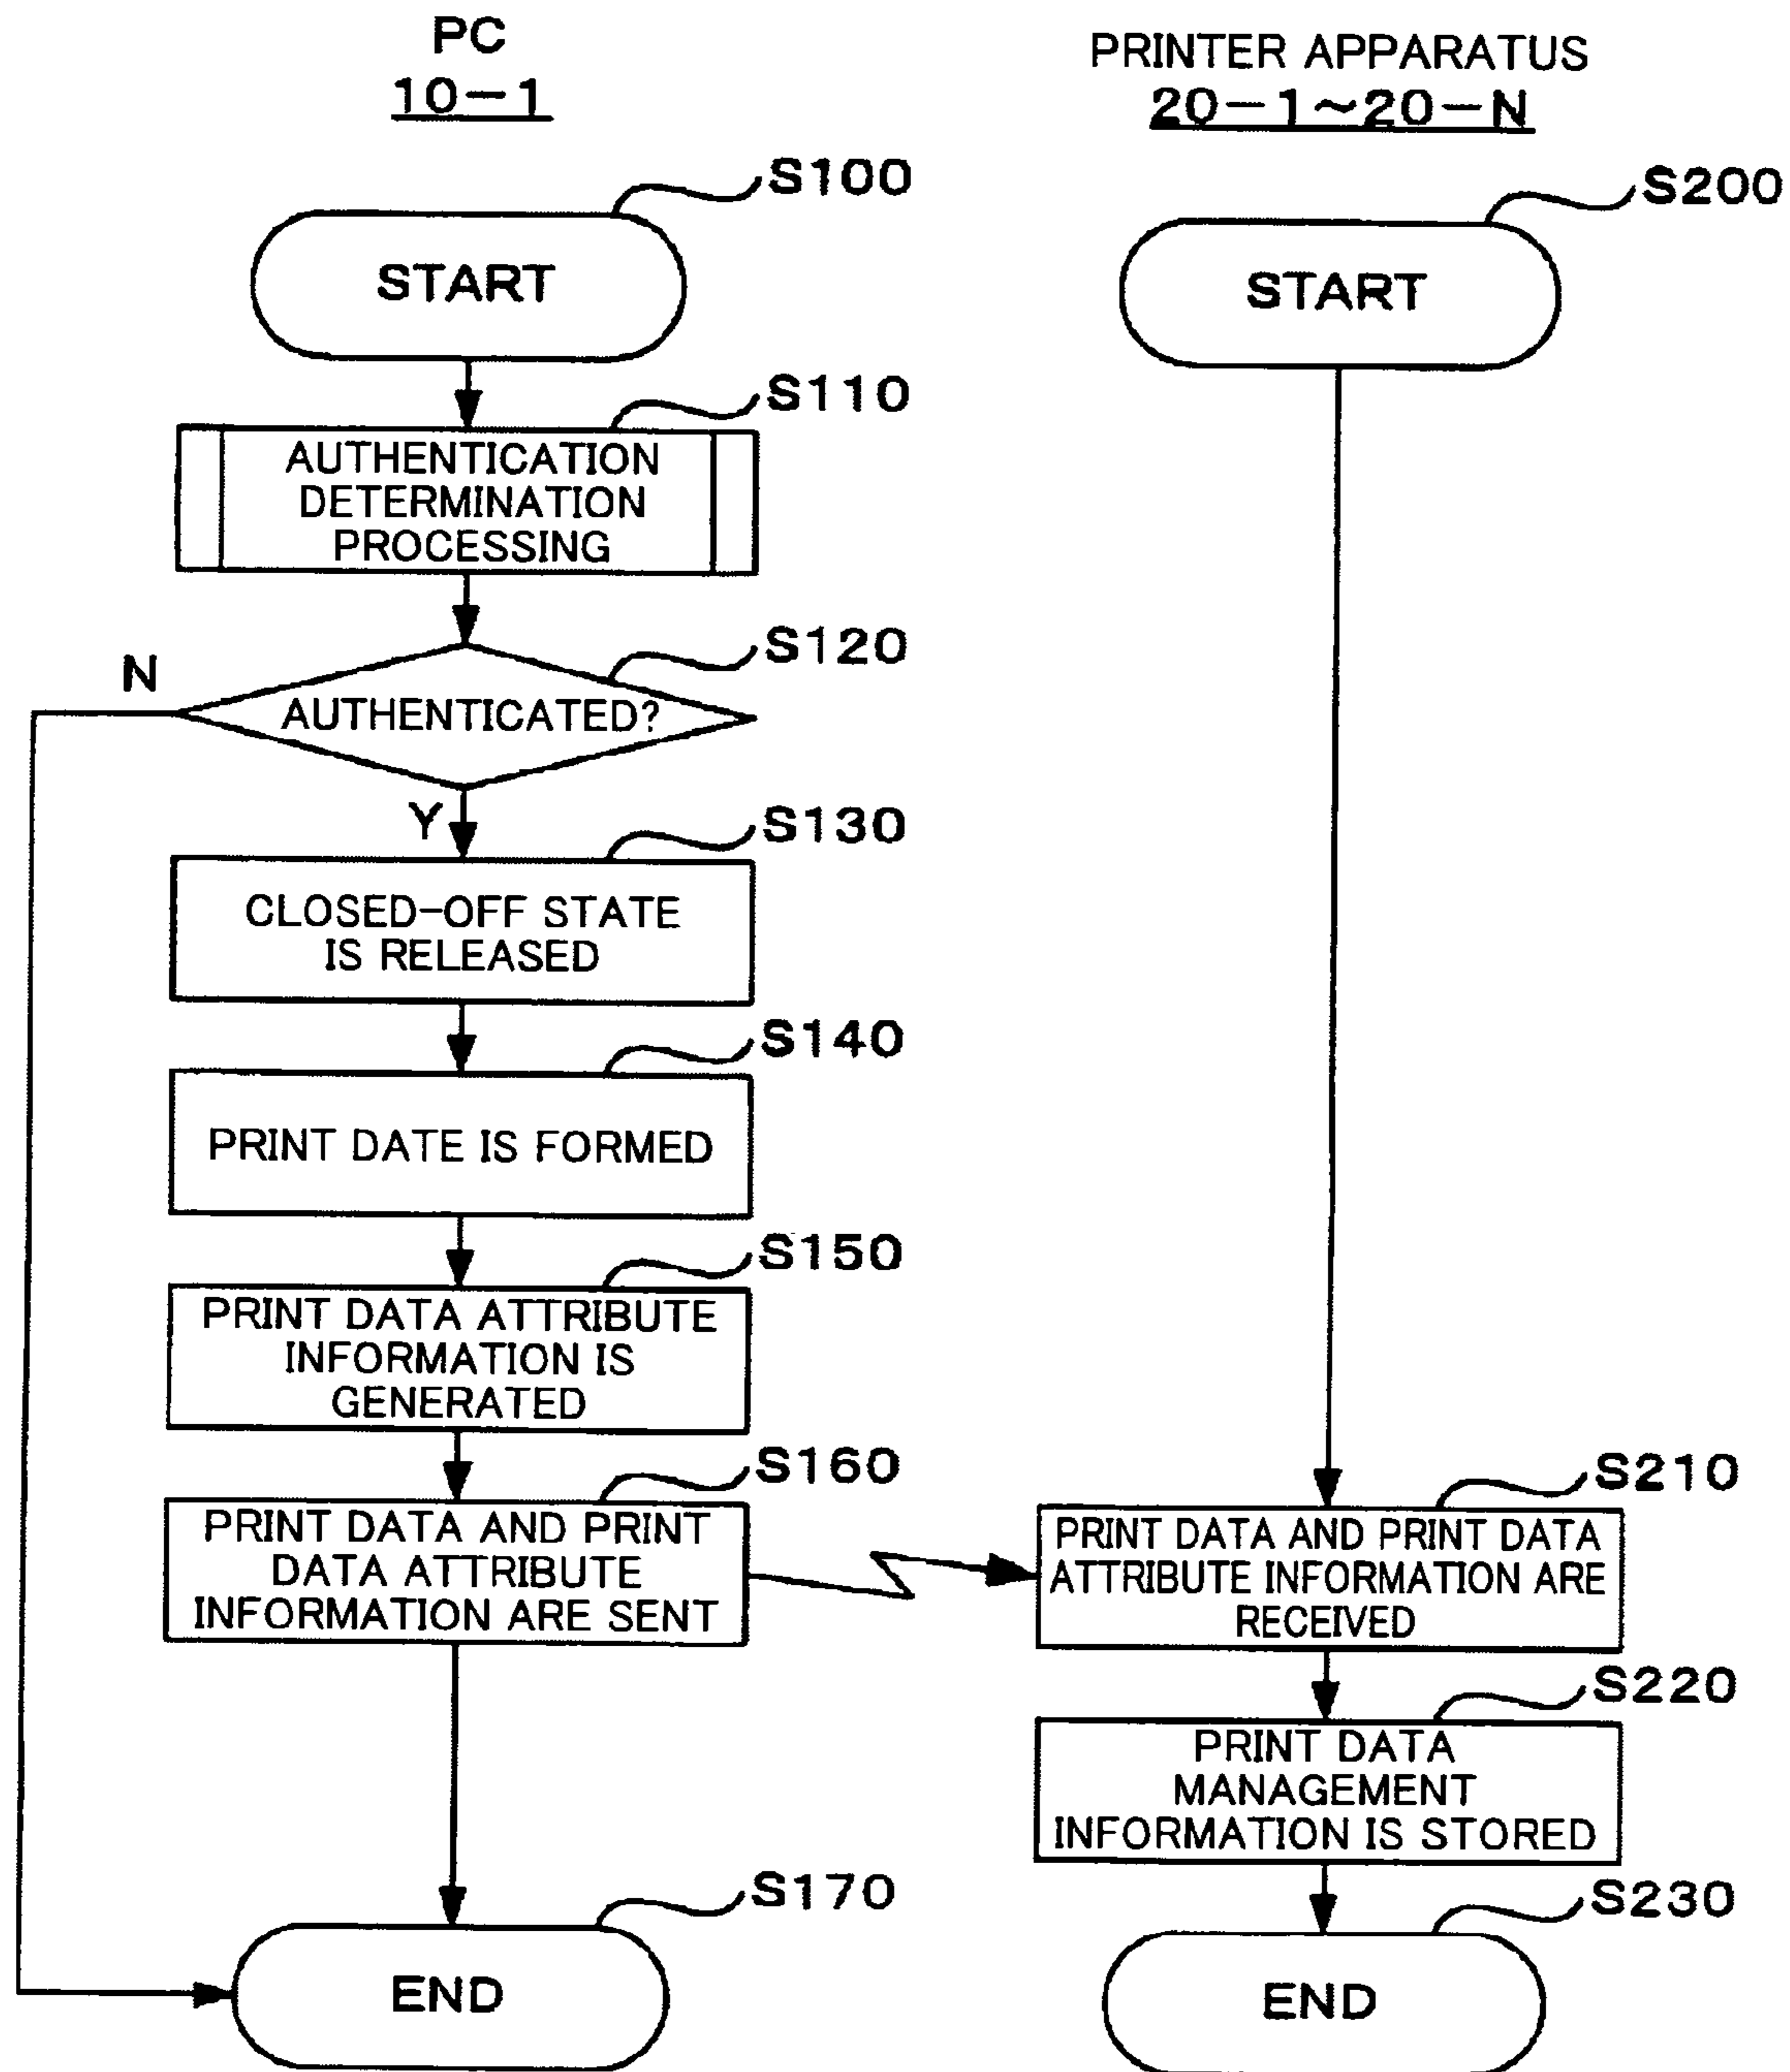 PC
10-1
S100
START
S110
AUTHENTICATION
DETERMINATION
PROCESSING
S120
N
AUTHENTICATED?
Y
S130
CLOSED-OFF STATE
IS RELEASED
S140
PRINT DATE IS FORMED
S150
PRINT DATA ATTRIBUTE
INFORMATION IS
GENERATED
S160
PRINT DATA AND PRINT
DATA ATTRIBUTE
INFORMATION ARE SENT
S170
END
PRINTER APPARATUS
20-1~20-N
S200
START
S210
PRINT DATA AND PRINT DATA
ATTRIBUTE INFORMATION ARE
RECEIVED
S220
PRINT DATA
MANAGEMENT
INFORMATION IS STORED
S230
END